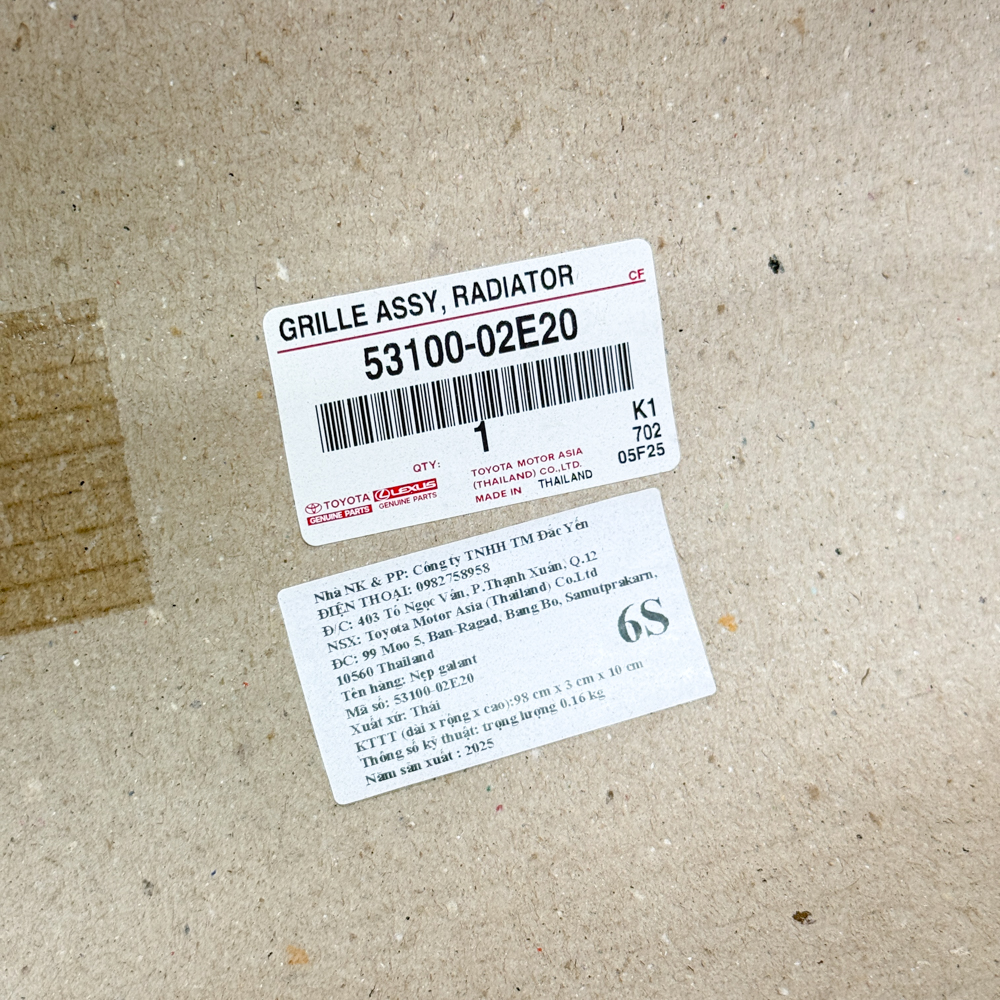 GRILLE ASSY, RADIATOR
CF
53100-02E20
1
K1
702
05F25
QTY:
TOYOTA MOTOR ASIA
(THAILAND) CO.,LTD.
MADE IN THAILAND
TOYOTA
GENUINE PARTS
LEXUS
GENUINE PARTS
Nhà NK & PP: Công ty TNHH TM Đắc Yến
ĐIỆN THOẠI: 0982758958
Đ/C: 403 Tô Ngọc Vân, P.Thạnh Xuân, Q.12
NSX: Toyota Motor Asia (Thailand) Co.Ltd
ĐC: 99 Moo 5, Ban-Ragad, Bang Bo, Samutprakarn,
10560 Thailand
Tên hàng: Nẹp galant
Mã số: 53100-02E20
Xuất xứ: Thái
KTTT (dài x rộng x cao):98 cm x 3 cm x 10 cm
Thông số kỹ thuật: trọng lượng 0.16 kg
Năm sản xuất : 2025
6S